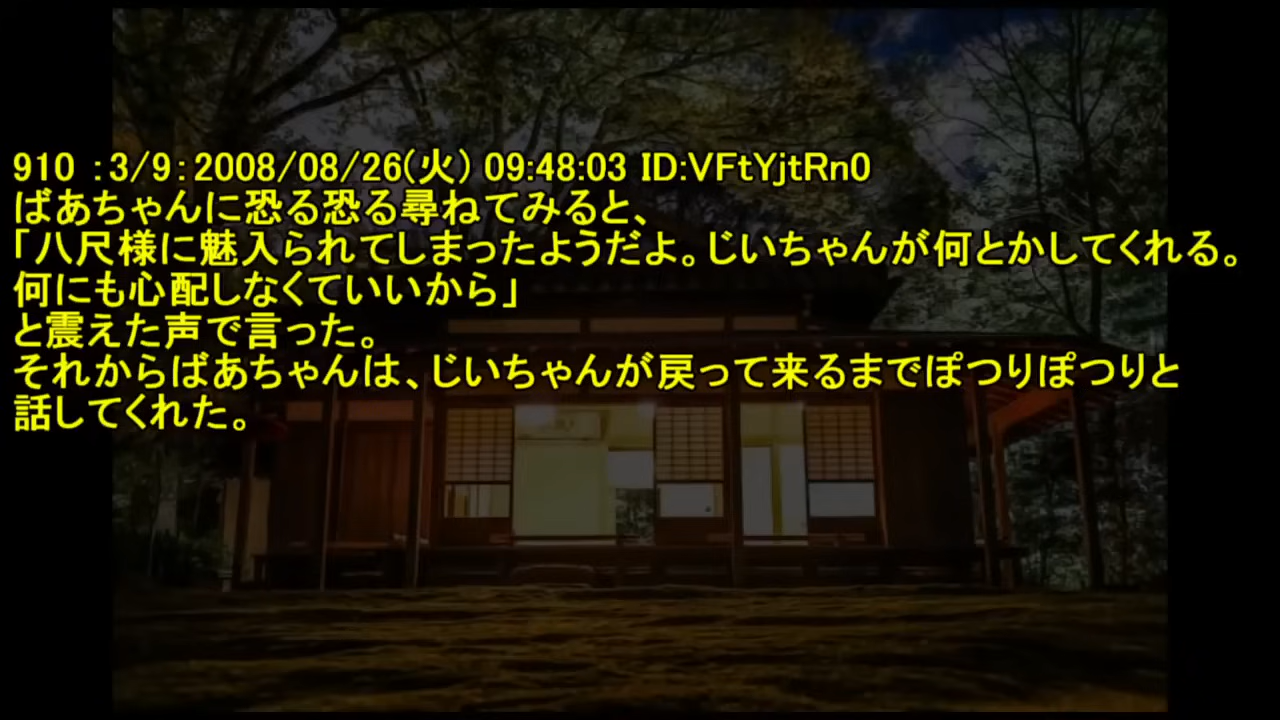 910 ：3/9：2008/08/26(火) 09:48:03 ID:VFtYjtRn0
ばあちゃんに恐る恐る尋ねてみると、
「八尺様に魅入られてしまったようだよ。じいちゃんが何とかしてくれる。
何にも心配しなくていいから」
と震えた声で言った。
それからばあちゃんは、じいちゃんが戻って来るまでぽつりぽつりと
話してくれた。